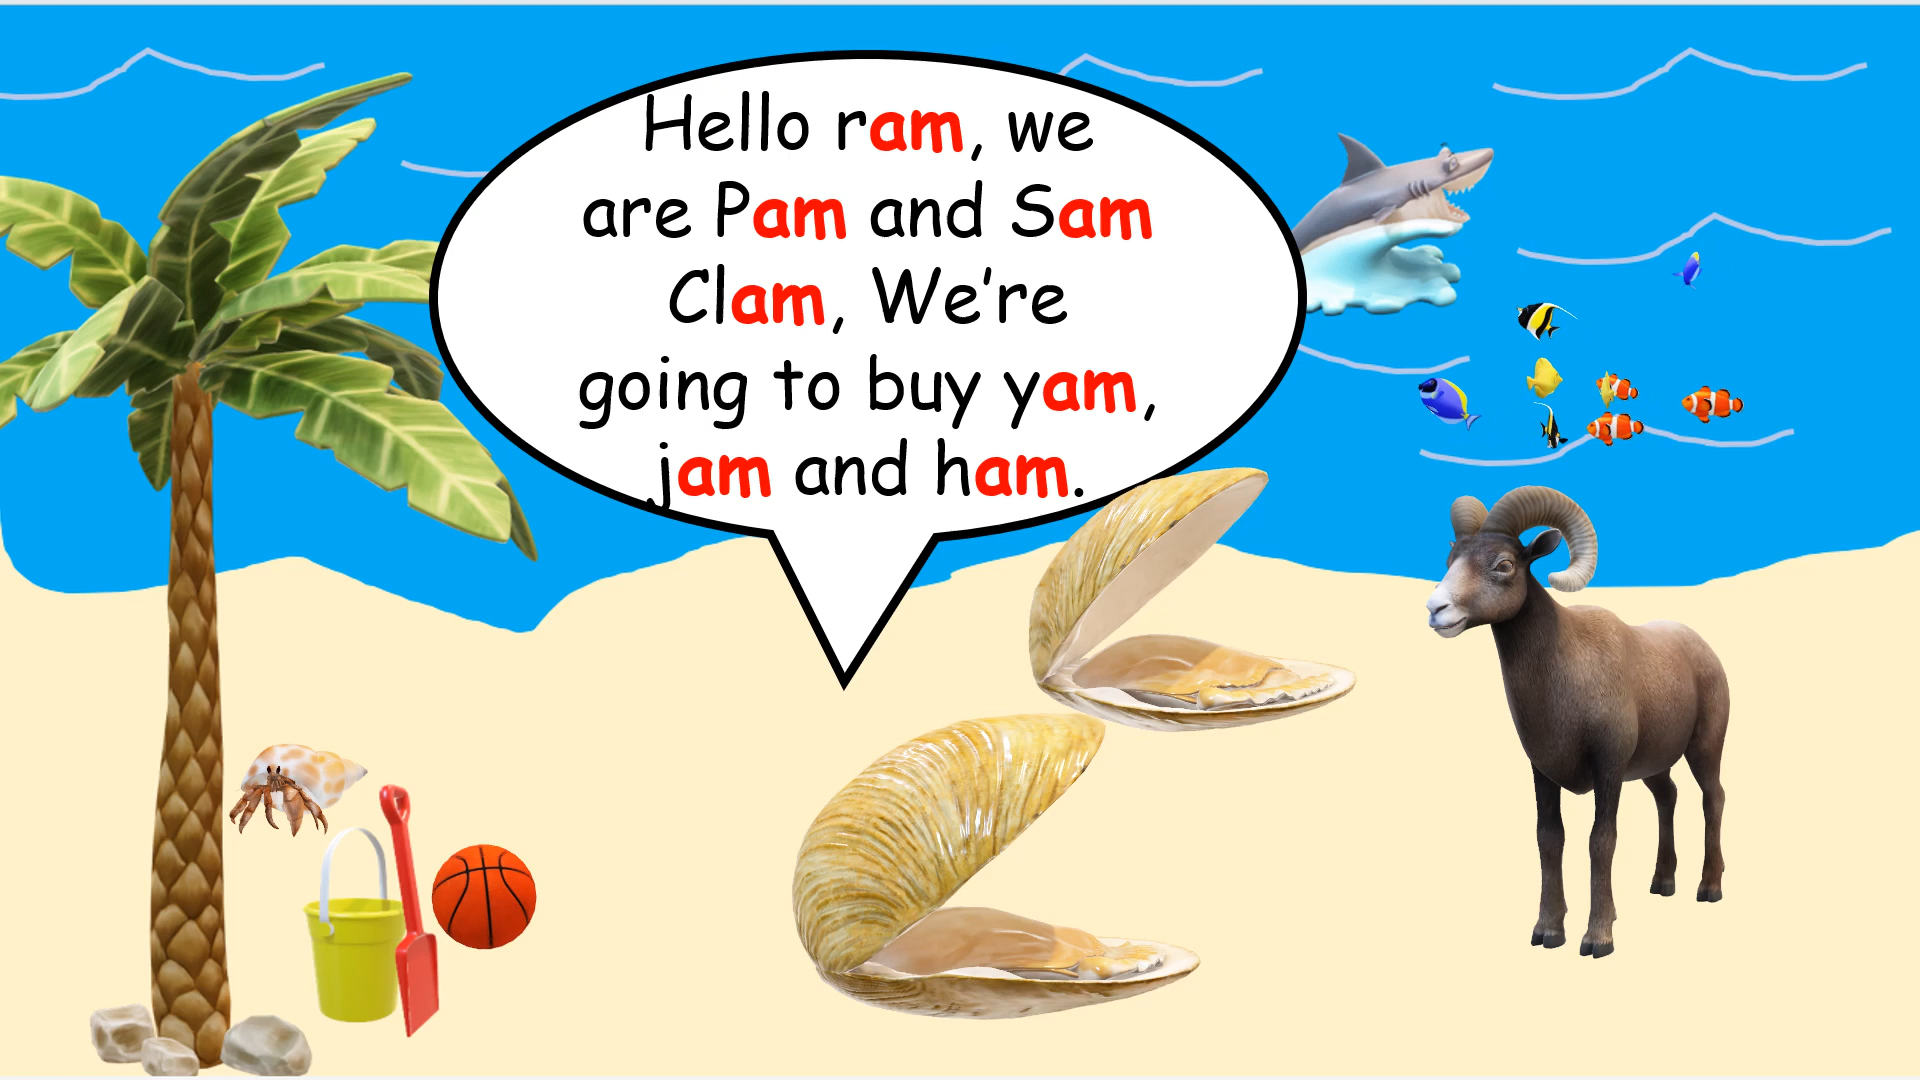 Hello ram, we
are Pam and Sam
Clam, We're
going to buy yam,
jam and ham.